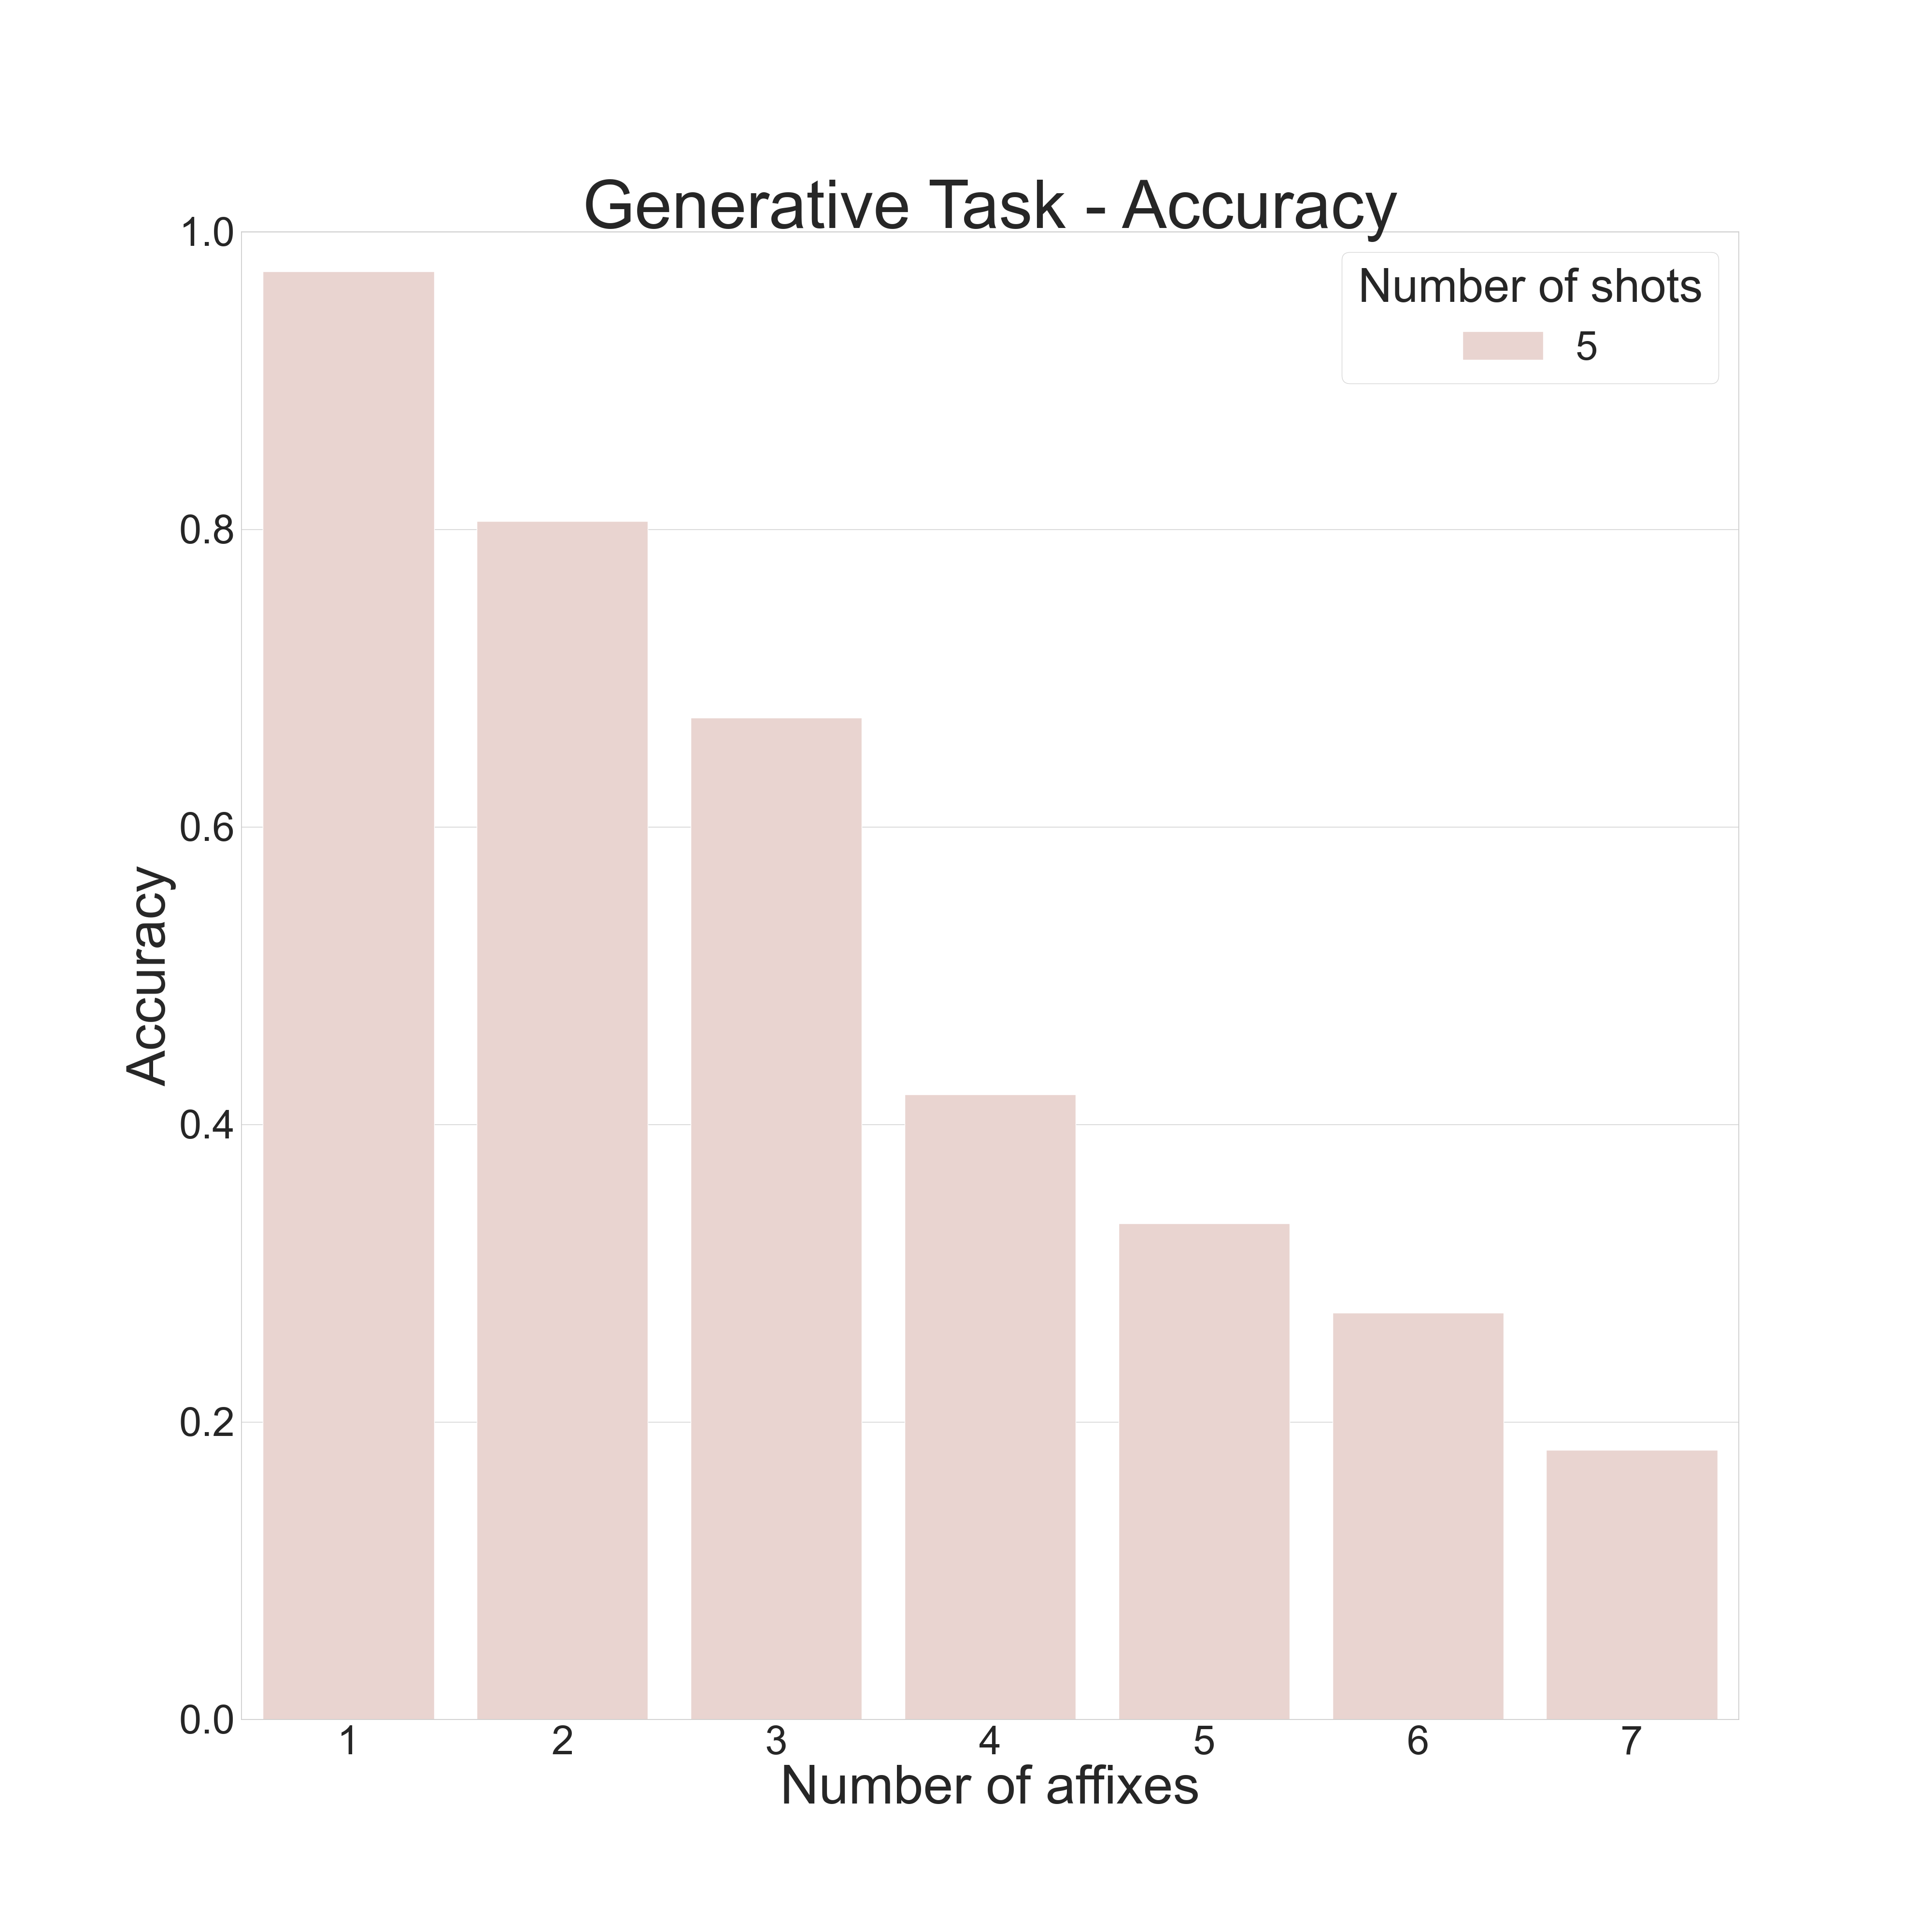 Generative Task - Accuracy
Number of shots
5
1.0
0.8
0.6
0.4
0.2
0.0
Accuracy
1 2 3 4 5 6 7
Number of affixes